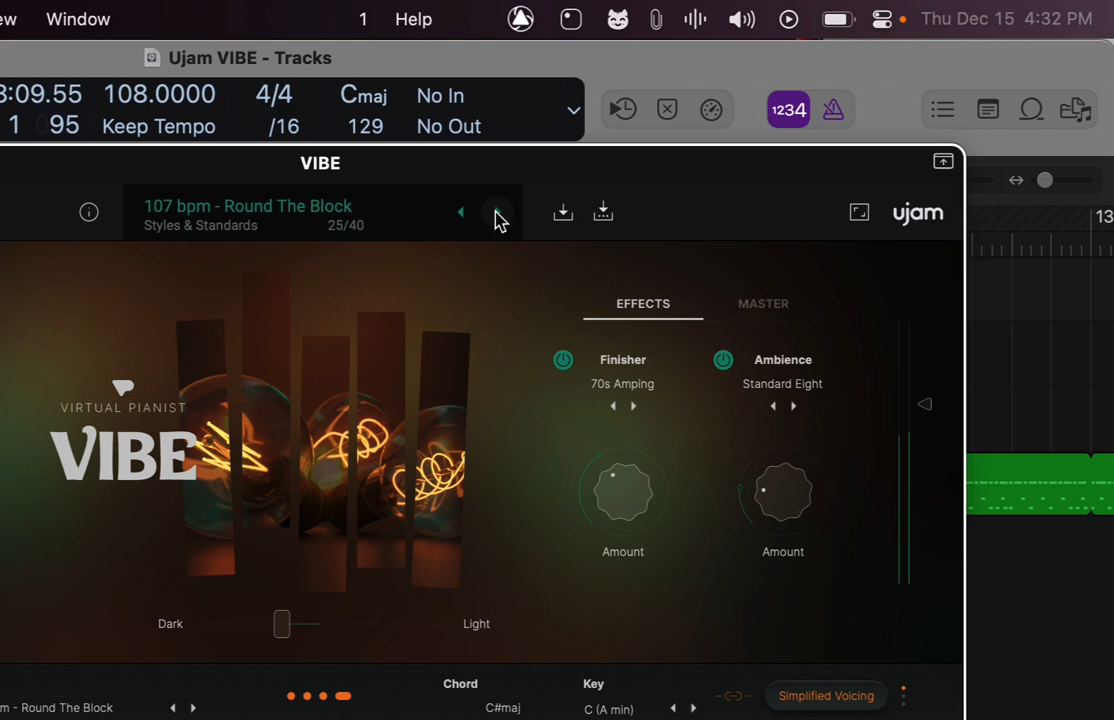 ew Window 1 Help Thu Dec 15 4:32 PM
Ujam VIBE - Tracks
3:09.55 108.0000 4/4 Cmaj No In
1 95 Keep Tempo /16 129 No Out
1234
VIBE
107 bpm - Round The Block
Styles & Standards 25/40
ujam
13
EFFECTS MASTER
Finisher Ambience
70s Amping Standard Eight
VIRTUAL PIANIST
VIBE
Amount Amount
Dark Light
Chord Key
m - Round The Block C#maj C (A min) Simplified Voicing